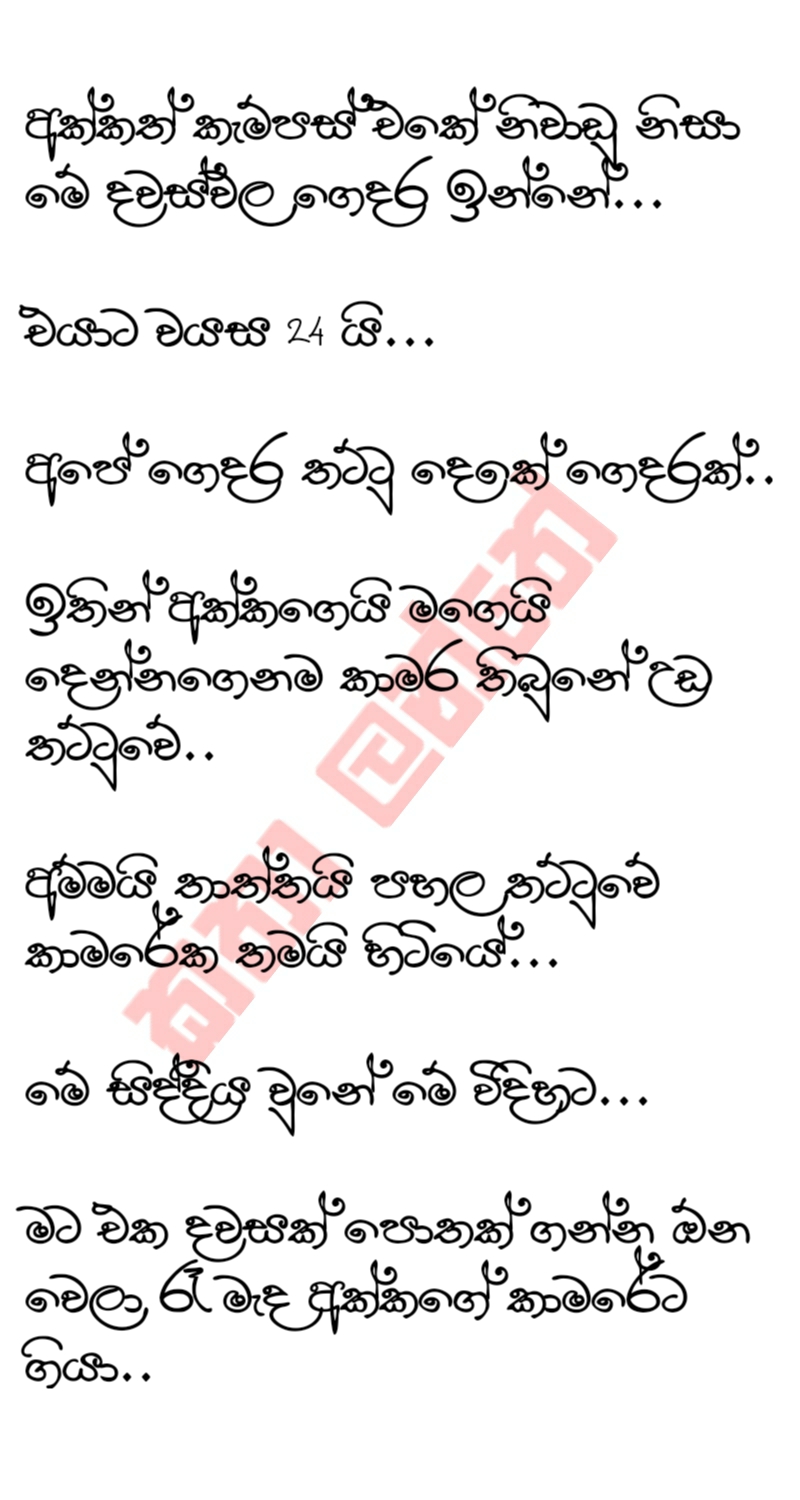 අක්කත් කැම්පස් එකේ නිවාඩු නිසා
මේ දවස්වල ගෙදර ඉන්නේ...
එයාට වයස 24 යි...
අපේ ගෙදර තට්ටු දෙකේ ගෙදරක්..
ඉතින් අක්කගෙයි මගෙයි
දෙන්නගෙනම කාමර තිබුනේ උඩ
තට්ටුවේ..
අම්මයි තාත්තයි පහල තට්ටුවේ
කාමරේක තමයි හිටියේ...
මේ සිද්දිය වුනේ මේ විදිහට...
මට එක දවසක් පොතක් ගන්න ඔන
වෙලා රෑ මැද අක්කගේ කාමරේට
ගියා..
කතා ලන්තේ